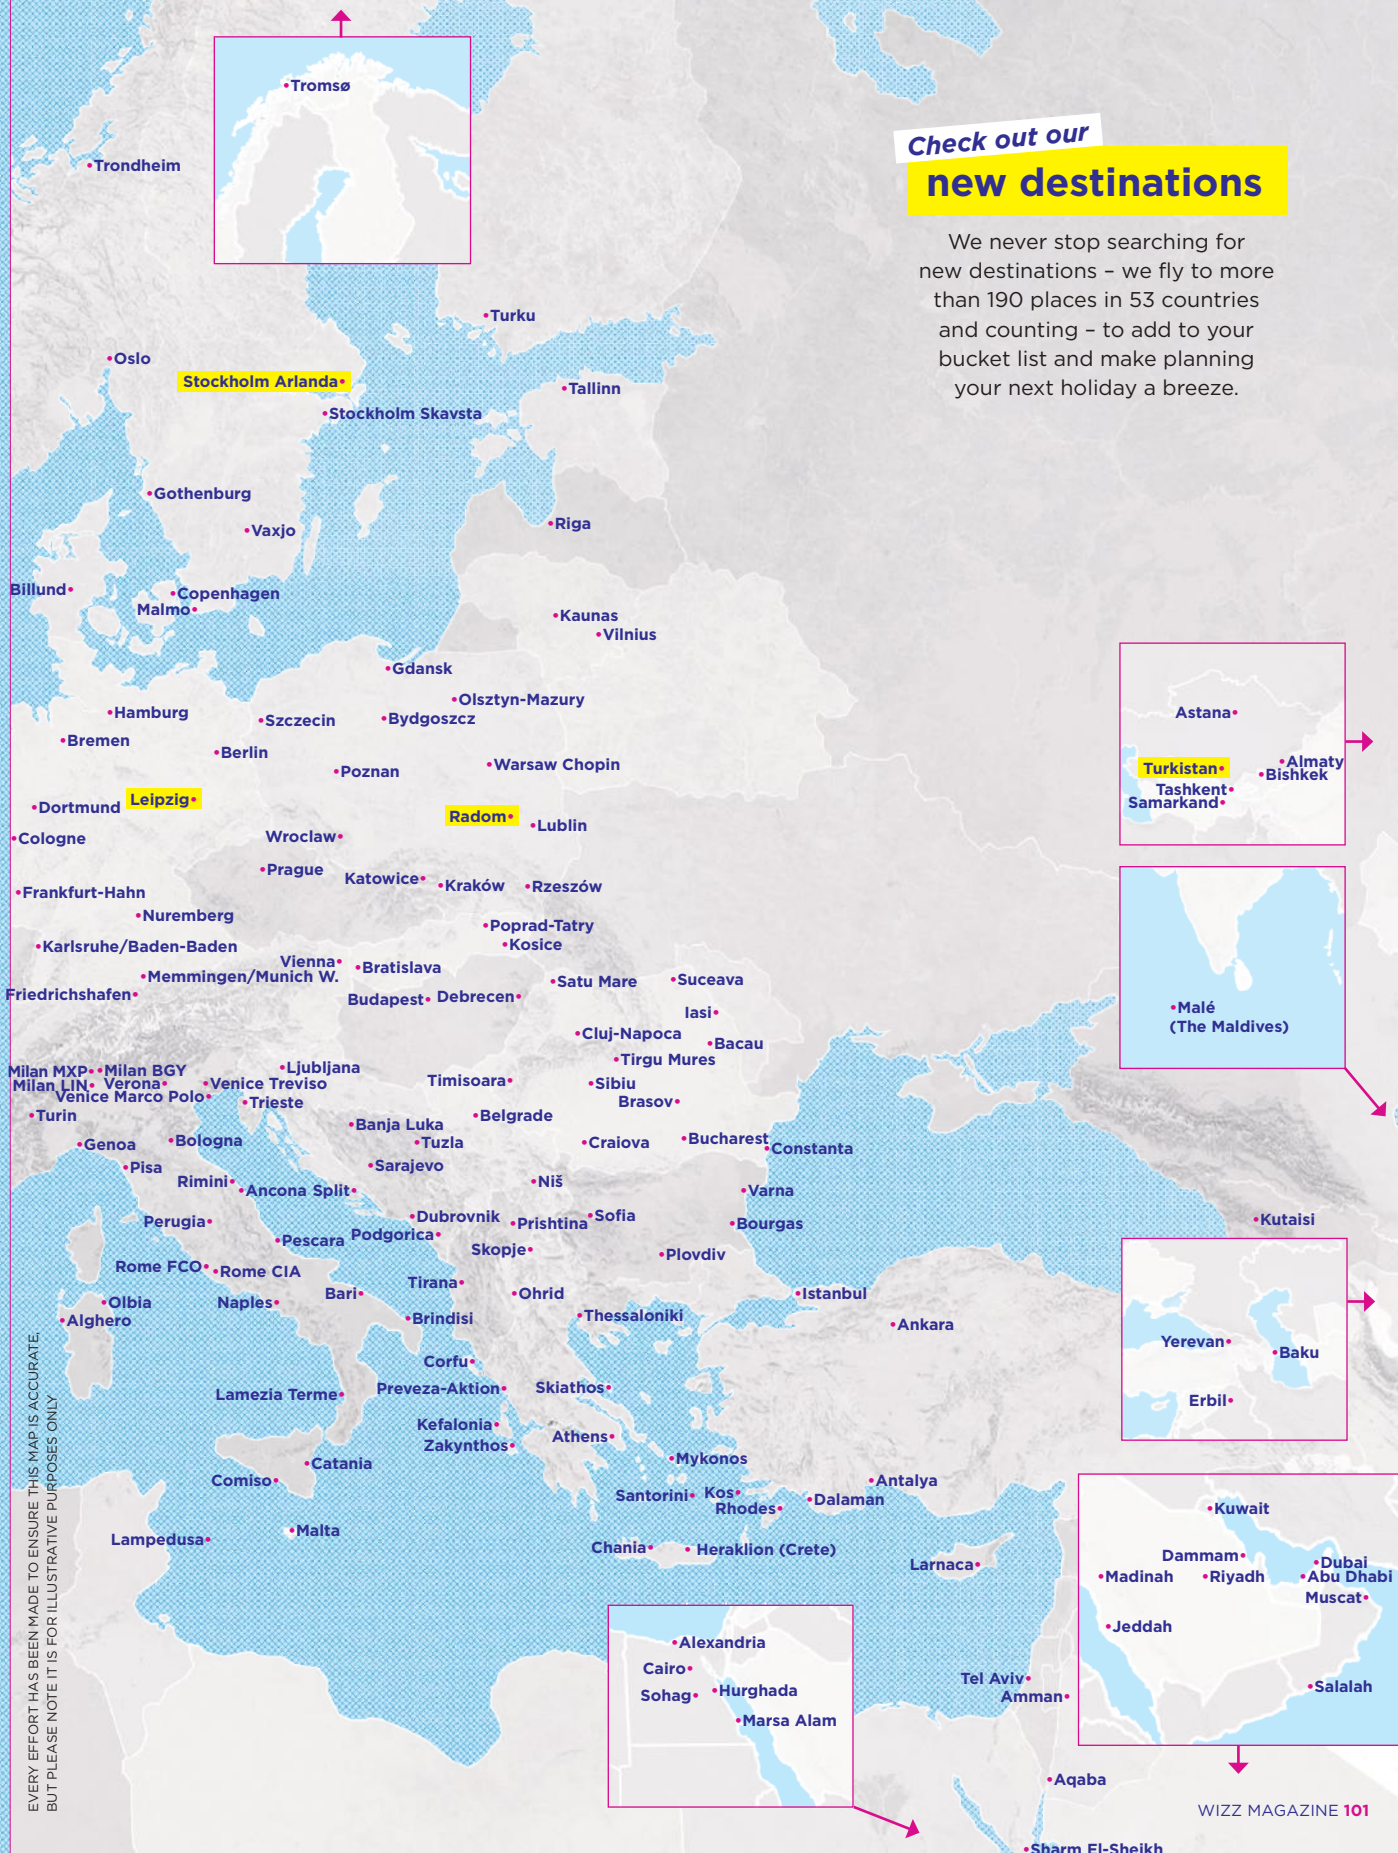 Tromsø
Trondheim
Check out our
new destinations
We never stop searching for
new destinations – we fly to more
than 190 places in 53 countries
and counting – to add to your
bucket list and make planning
your next holiday a breeze.
Turku
Oslo
Stockholm Arlanda
Tallinn
Stockholm Skavsta
Gothenburg
Riga
Vaxjo
Billund
Copenhagen
Malmo
Kaunas
Vilnius
Gdansk
Olsztyn-Mazury
Hamburg
Szczecin
Bydgoszcz
Bremen
Berlin
Warsaw Chopin
Poznan
Dortmund
Leipzig
Radom
Lublin
Cologne
Wroclaw
Prague
Katowice
Kraków
Rzeszów
Frankfurt-Hahn
Nuremberg
Poprad-Tatry
Kosice
Karlsruhe/Baden-Baden
Vienna
Bratislava
Memmingen/Munich W.
Satu Mare
Suceava
Friedrichshafen
Budapest
Debrecen
Iasi
Cluj-Napoca
Bacau
Tirgu Mures
Astana
Almaty
Turkistan
Bishkek
Tashkent
Samarkand
Malé
(The Maldives)
Milan MXP
Milan BGY
Ljubljana
Milan LIN
Verona
Venice Treviso
Timisoara
Sibiu
Venice Marco Polo
Trieste
Brasov
Turin
Banja Luka
Belgrade
Genoa
Bologna
Tuzla
Craiova
Bucharest
Constanta
Pisa
Sarajevo
Rimini
Ancona
Split
Niš
Varna
Perugia
Dubrovnik
Prishtina
Sofia
Bourgas
Kutaisi
Pescara
Podgorica
Skopje
Plovdiv
Rome FCO
Rome CIA
Tirana
Ohrid
Istanbul
Olbia
Naples
Bari
Alghero
Brindisi
Thessaloniki
Ankara
Yerevan
Baku
Erbil
Corfu
Lamezia Terme
Preveza-Aktion
Skiathos
Kefalonia
Athens
Zakynthos
Mykonos
Catania
Comiso
Antalya
Santorini
Kos
Dalaman
Rhodes
Malta
Lampedusa
Chania
Heraklion (Crete)
Larnaca
Kuwait
Dammam
Dubai
Madinah
Riyadh
Abu Dhabi
Muscat
Jeddah
Salalah
Alexandria
Cairo
Sohag
Hurghada
Marsa Alam
Tel Aviv
Amman
Aqaba
Sharm El-Sheikh
EVERY EFFORT HAS BEEN MADE TO ENSURE THIS MAP IS ACCURATE,
BUT PLEASE NOTE IT IS FOR ILLUSTRATIVE PURPOSES ONLY
WIZZ MAGAZINE 101